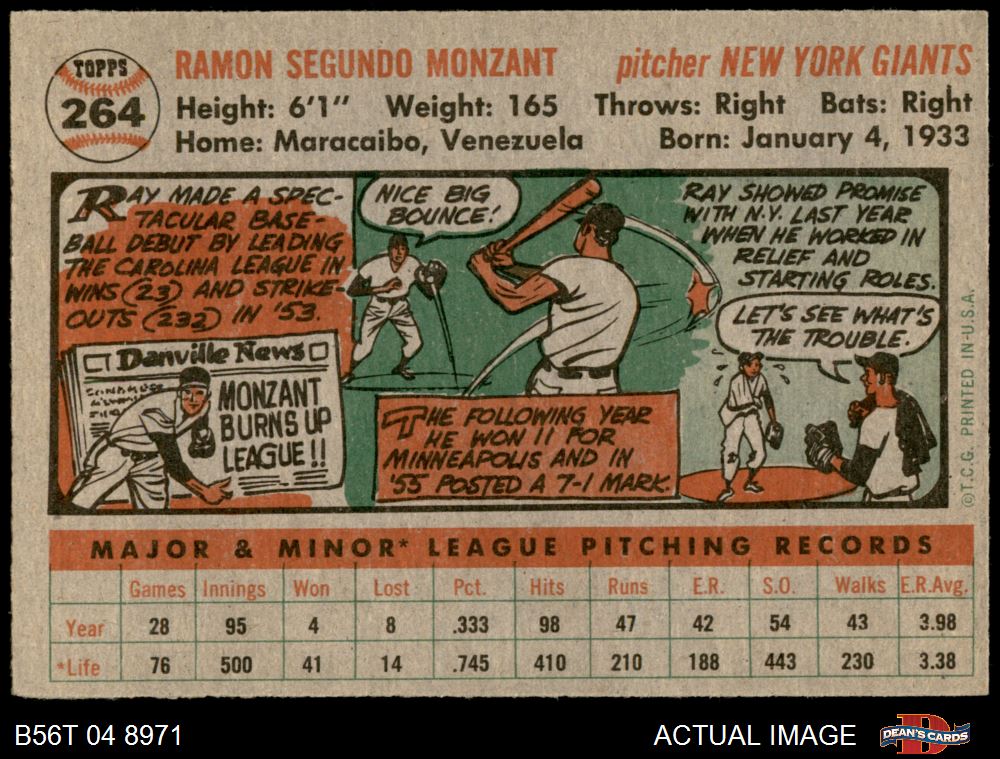 TOPPS
264
RAMON SEGUNDO MONZANT
pitcher NEW YORK GIANTS
Height: 6'1" Weight: 165 Throws: Right Bats: Right
Home: Maracaibo, Venezuela Born: January 4, 1933
RAY MADE A SPEC-
TACULAR BASE-
BALL DEBUT BY LEADING
THE CAROLINA LEAGUE IN
WINS (23) AND STRIKE-
OUTS (232) IN '53.
Danville News
MONZANT
BURNS UP
LEAGUE!!
NICE BIG
BOUNCE!
THE FOLLOWING YEAR
HE WON 11 FOR
MINNEAPOLIS AND IN
'55 POSTED A 7-1 MARK.
RAY SHOWED PROMISE
WITH N.Y. LAST YEAR
WHEN HE WORKED IN
RELIEF AND
STARTING ROLES.
LET'S SEE WHAT'S
THE TROUBLE.
©T.C.G. PRINTED IN U.S.A.
MAJOR & MINOR* LEAGUE PITCHING RECORDS
Games Innings Won Lost Pct. Hits Runs E.R. S.O. Walks E.R.Avg.
Year 28 95 4 8 .333 98 47 42 54 43 3.98
*Life 76 500 41 14 .745 410 210 188 443 230 3.38
B56T 04 8971
ACTUAL IMAGE
D
DEAN'S CARDS